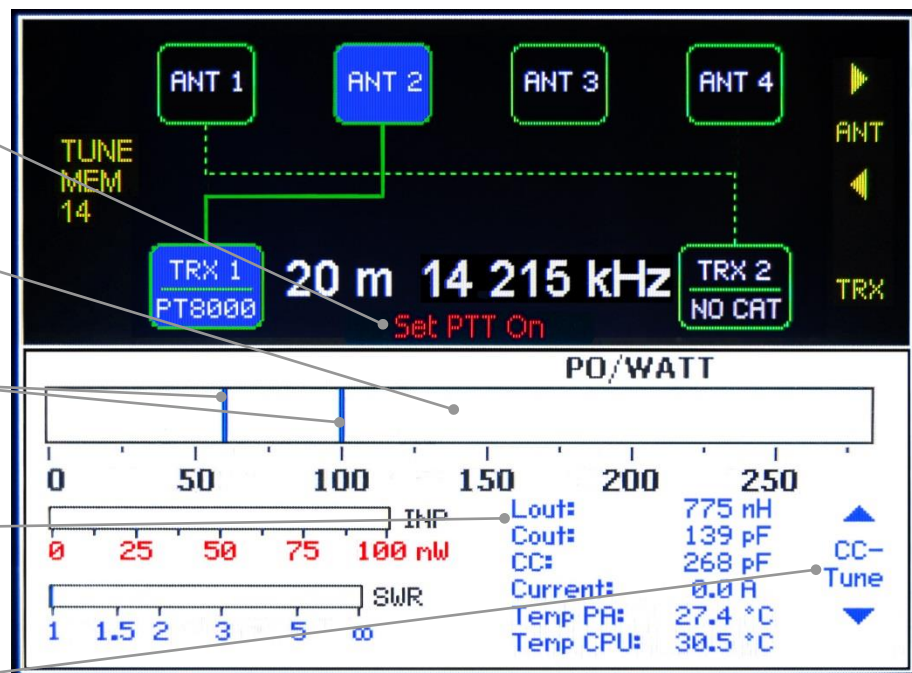 ANT 1
ANT 2
ANT 3
ANT 4
ANT
TUNE
MEM
14
TRX 1
PT8000
20 m 14 215 kHz
TRX 2
NO CAT
TRX
Set PTT On
PO/WATT
0 50 100 150 200 250
INP
0 25 50 75 100 mW
SWR
1 1.5 2 3 5 ∞
Lout: 775 nH
Cout: 139 pF
CC: 268 pF
Current: 0.0 A
Temp PA: 27.4 °C
Temp CPU: 30.5 °C
CC-
Tune